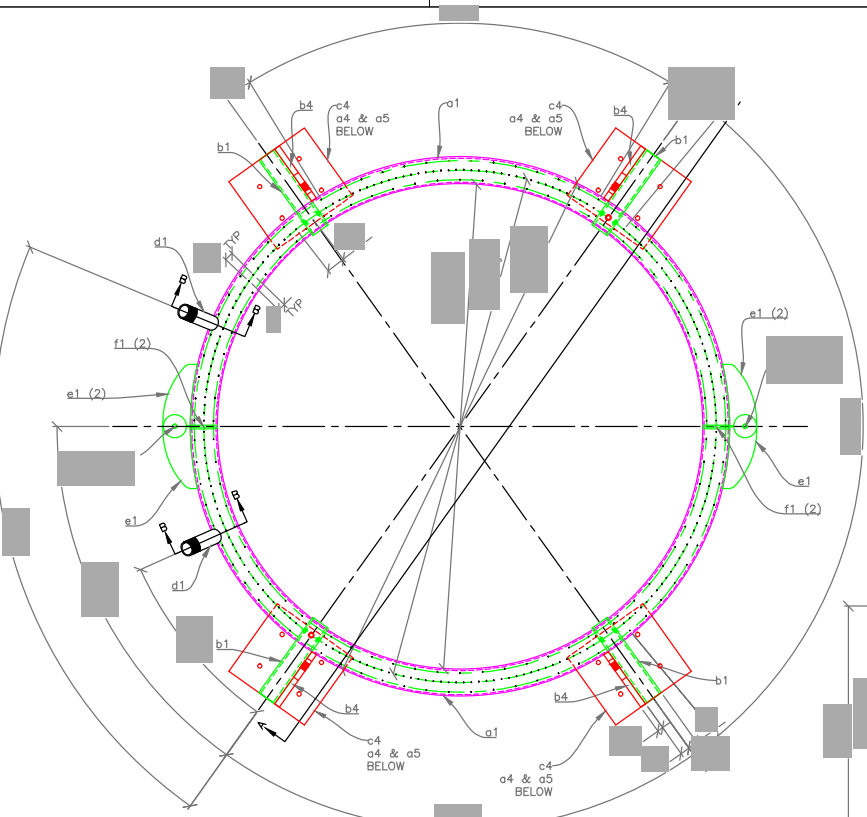 c4
a4 & a5
BELOW
b4
a1
c4
a4 & a5
BELOW
b4
b1
b1
d1
TYP
TYP
B
B
f1 (2)
e1 (2)
e1 (2)
e1
f1 (2)
e1
B
B
d1
b1
b4
A
c4
a4 & a5
BELOW
a1
b4
b1
c4
a4 & a5
BELOW